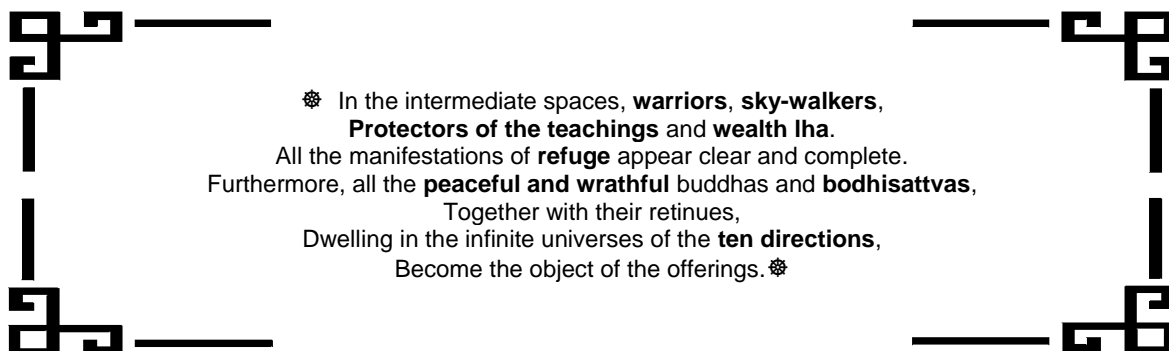 ☸ In the intermediate spaces, warriors, sky-walkers,
Protectors of the teachings and wealth lha.
All the manifestations of refuge appear clear and complete.
Furthermore, all the peaceful and wrathful buddhas and bodhisattvas,
Together with their retinues,
Dwelling in the infinite universes of the ten directions,
Become the object of the offerings.☸